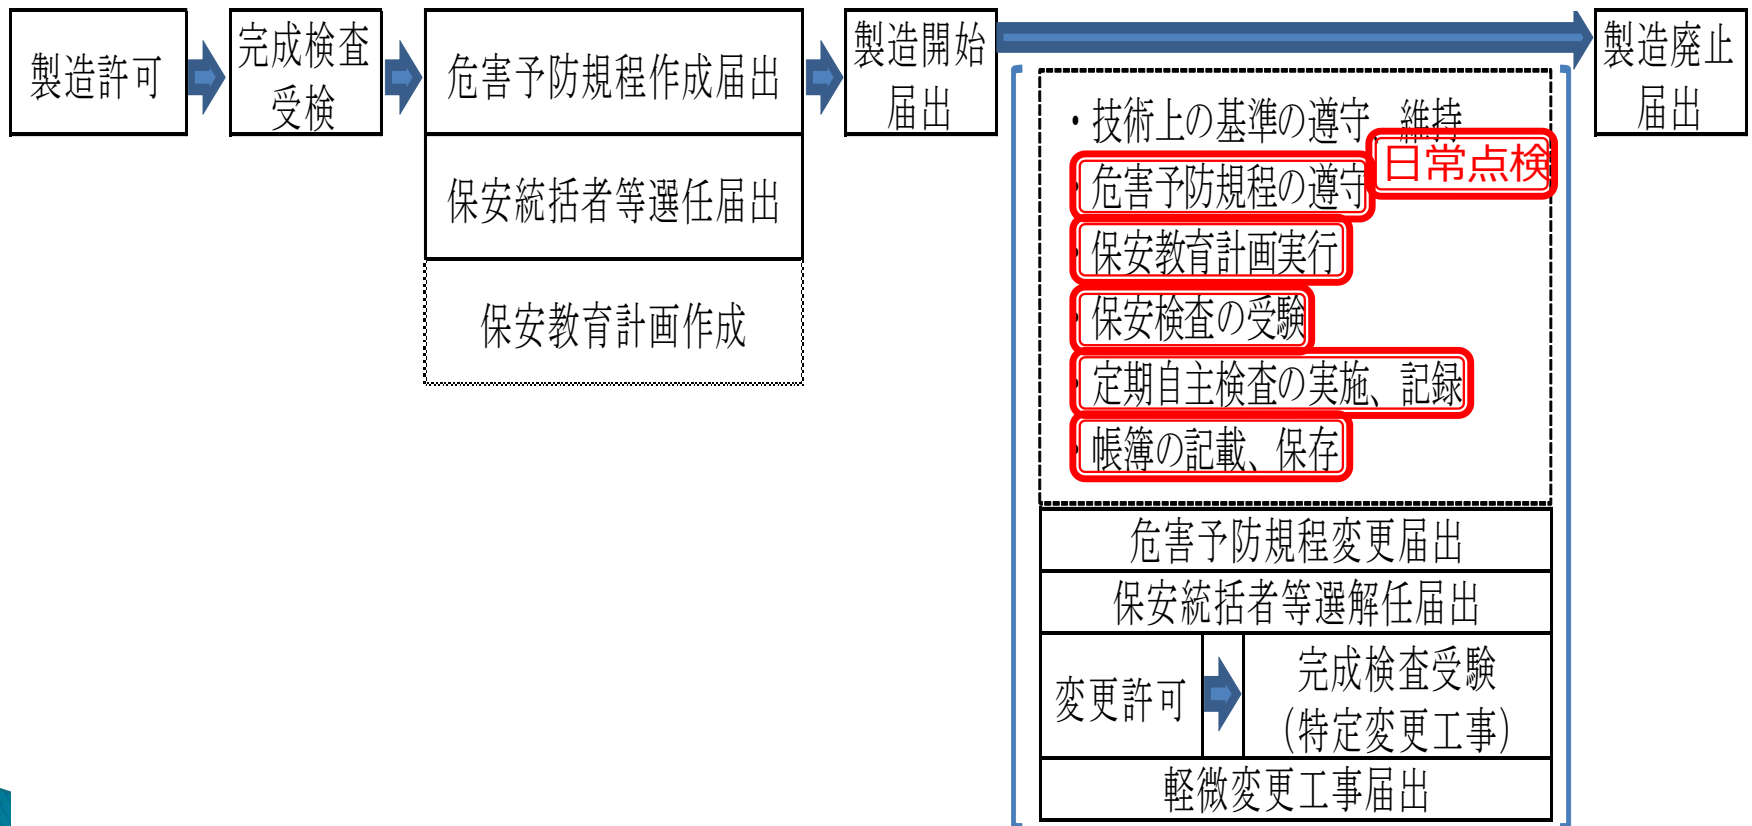 製造許可
完成検査
受検
危害予防規程作成届出
保安統括者等選任届出
保安教育計画作成
製造開始
届出
製造廃止
届出
・技術上の基準の遵守、維持
日常点検
・危害予防規程の遵守
・保安教育計画実行
・保安検査の受験
・定期自主検査の実施、記録
・帳簿の記載、保存
危害予防規程変更届出
保安統括者等選解任届出
変更許可
完成検査受験
(特定変更工事)
軽微変更工事届出